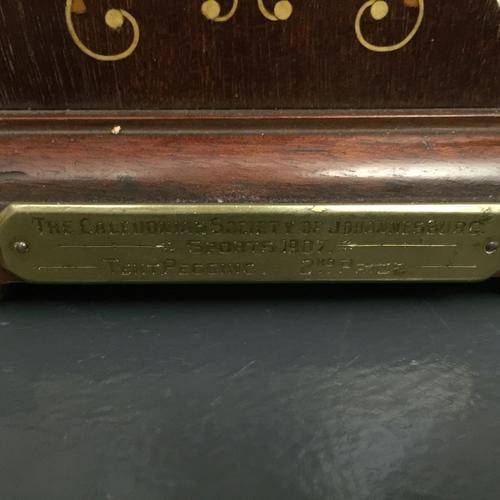 The Caledonian Society of Johannesburg.
Sports 1907.
Tent Pegging. 2nd Prize